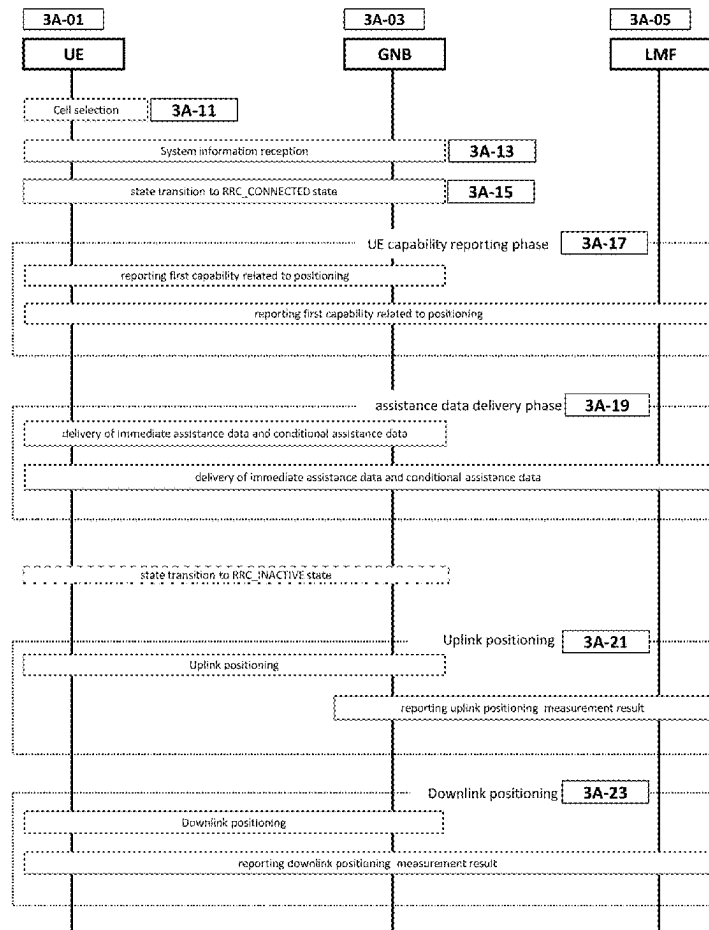 3A-01 3A-03 3A-05
UE GNB LMF
Cell selection 3A-11
System information reception 3A-13
state transition to RRC_CONNECTED state 3A-15
UE capability reporting phase 3A-17
reporting first capability related to positioning
reporting first capability related to positioning
assistance data delivery phase 3A-19
delivery of immediate assistance data and conditional assistance data
delivery of immediate assistance data and conditional assistance data
state transition to RRC_INACTIVE state
Uplink positioning 3A-21
Uplink positioning
reporting uplink positioning measurement result
Downlink positioning 3A-23
Downlink positioning
reporting downlink positioning measurement result